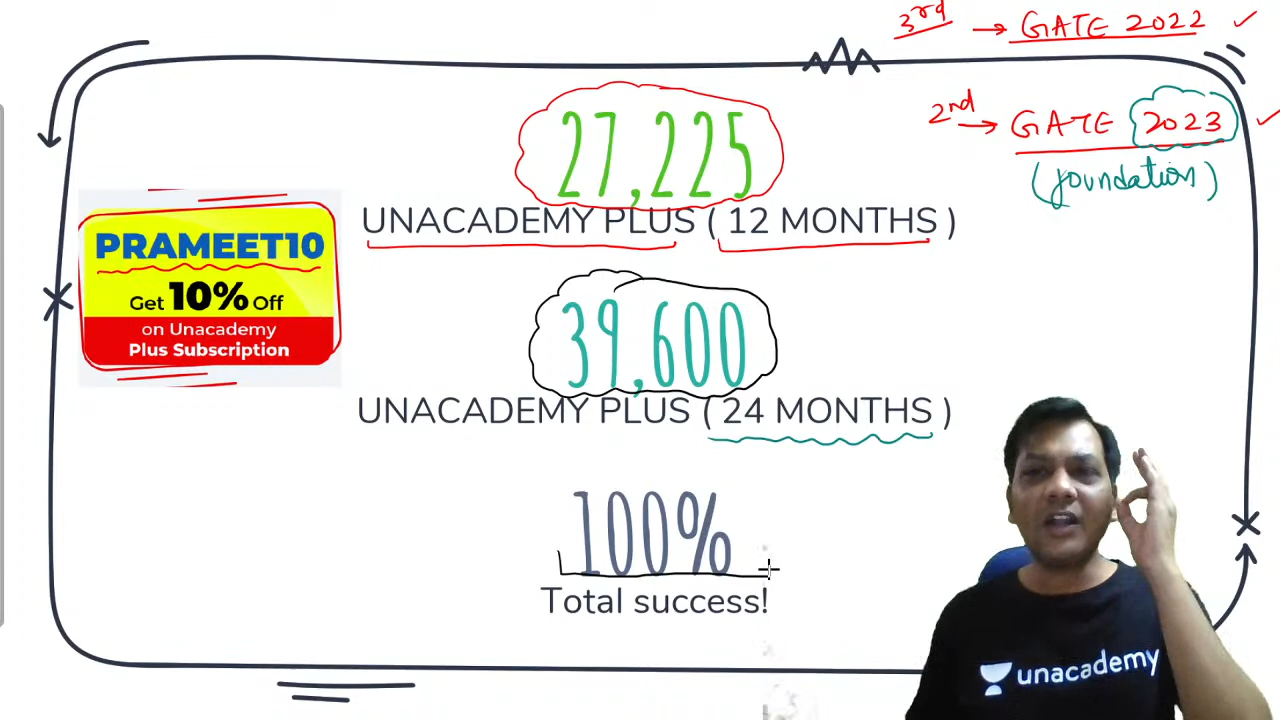 3rd → GATE 2022 ✓
2nd → GATE 2023 ✓
(foundation)
27,225
UNACADEMY PLUS ( 12 MONTHS )
PRAMEET10
Get 10% Off
on Unacademy
Plus Subscription
39,600
UNACADEMY PLUS ( 24 MONTHS )
100%
Total success!
unacademy